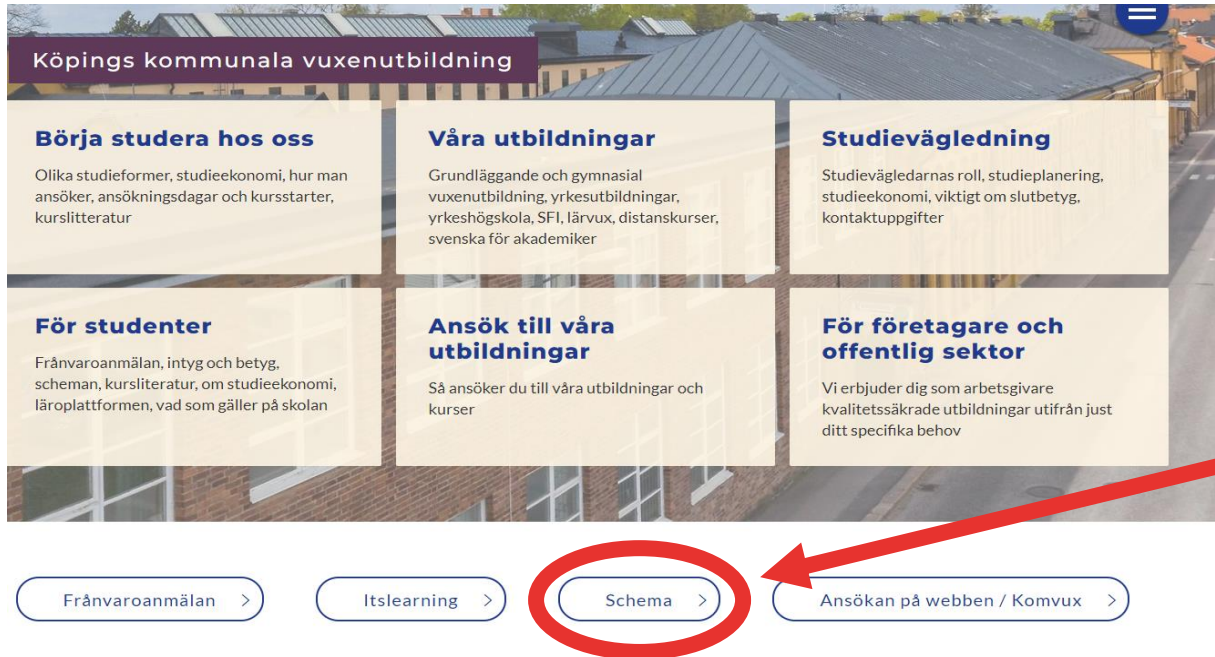 Köpings kommunala vuxenutbildning
Börja studera hos oss
Olika studieformer, studieekonomi, hur man
ansöker, ansökningsdagar och kursstarter,
kurslitteratur
Våra utbildningar
Grundläggande och gymnasial
vuxenutbildning, yrkesutbildningar,
yrkeshögskola, SFI, lärvux, distanskurser,
svenska för akademiker
Studievägledning
Studievägledarnas roll, studieplanering,
studieekonomi, viktigt om slutbetyg,
kontaktuppgifter
För studenter
Frånvaroanmälan, intyg och betyg,
scheman, kursliteratur, om studieekonomi,
läroplattformen, vad som gäller på skolan
Ansök till våra
utbildningar
Så ansöker du till våra utbildningar och
kurser
För företagare och
offentlig sektor
Vi erbjuder dig som arbetsgivare
kvalitetssäkrade utbildningar utifrån just
ditt specifika behov
Frånvaroanmälan
Itslearning
Schema
Ansökan på webben / Komvux